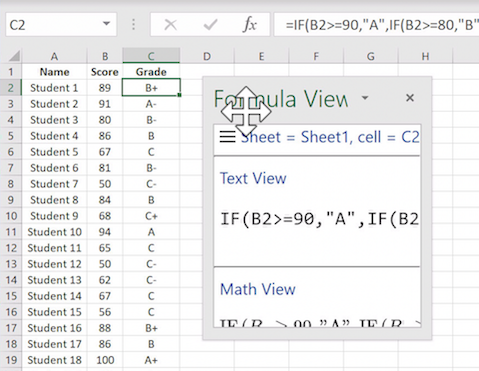 C2 fx =IF(B2>=90,"A",IF(B2>=80,"B"
A B C D E F G H
1 Name Score Grade
2 Student 1 89 B+
3 Student 2 91 A-
4 Student 3 80 B-
5 Student 4 86 B
6 Student 5 67 C
7 Student 6 81 B-
8 Student 7 50 C-
9 Student 8 84 B
10 Student 9 68 C+
11 Student 10 94 A
12 Student 11 65 C
13 Student 12 50 C-
14 Student 13 62 C-
15 Student 14 67 C
16 Student 15 56 C
17 Student 16 88 B+
18 Student 17 86 B
19 Student 18 100 A+
Formula View
Sheet = Sheet1, cell = C2
Text View
IF(B2>=90,"A",IF(B2
Math View